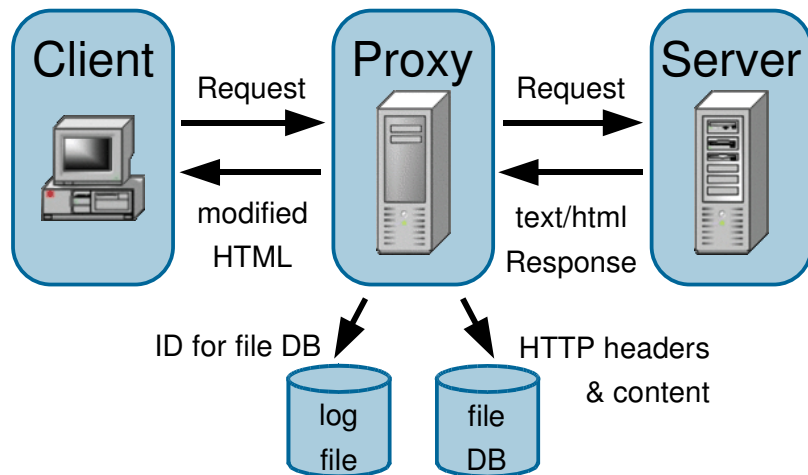 Client
Proxy
Server
Request
Request
modified
HTML
text/html
Response
ID for file DB
HTTP headers
& content
log
file
file
DB